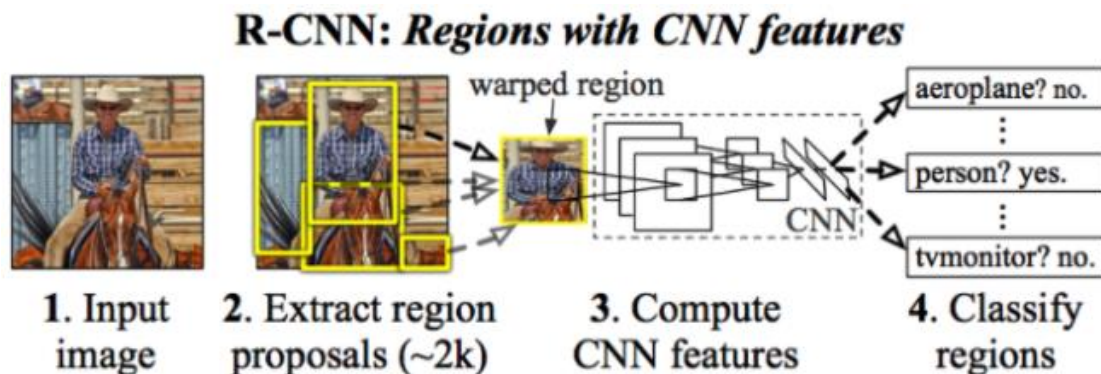 R-CNN: Regions with CNN features
warped region
aeroplane? no.
person? yes.
tvmonitor? no.
CNN
1. Input
image
2. Extract region
proposals (~2k)
3. Compute
CNN features
4. Classify
regions